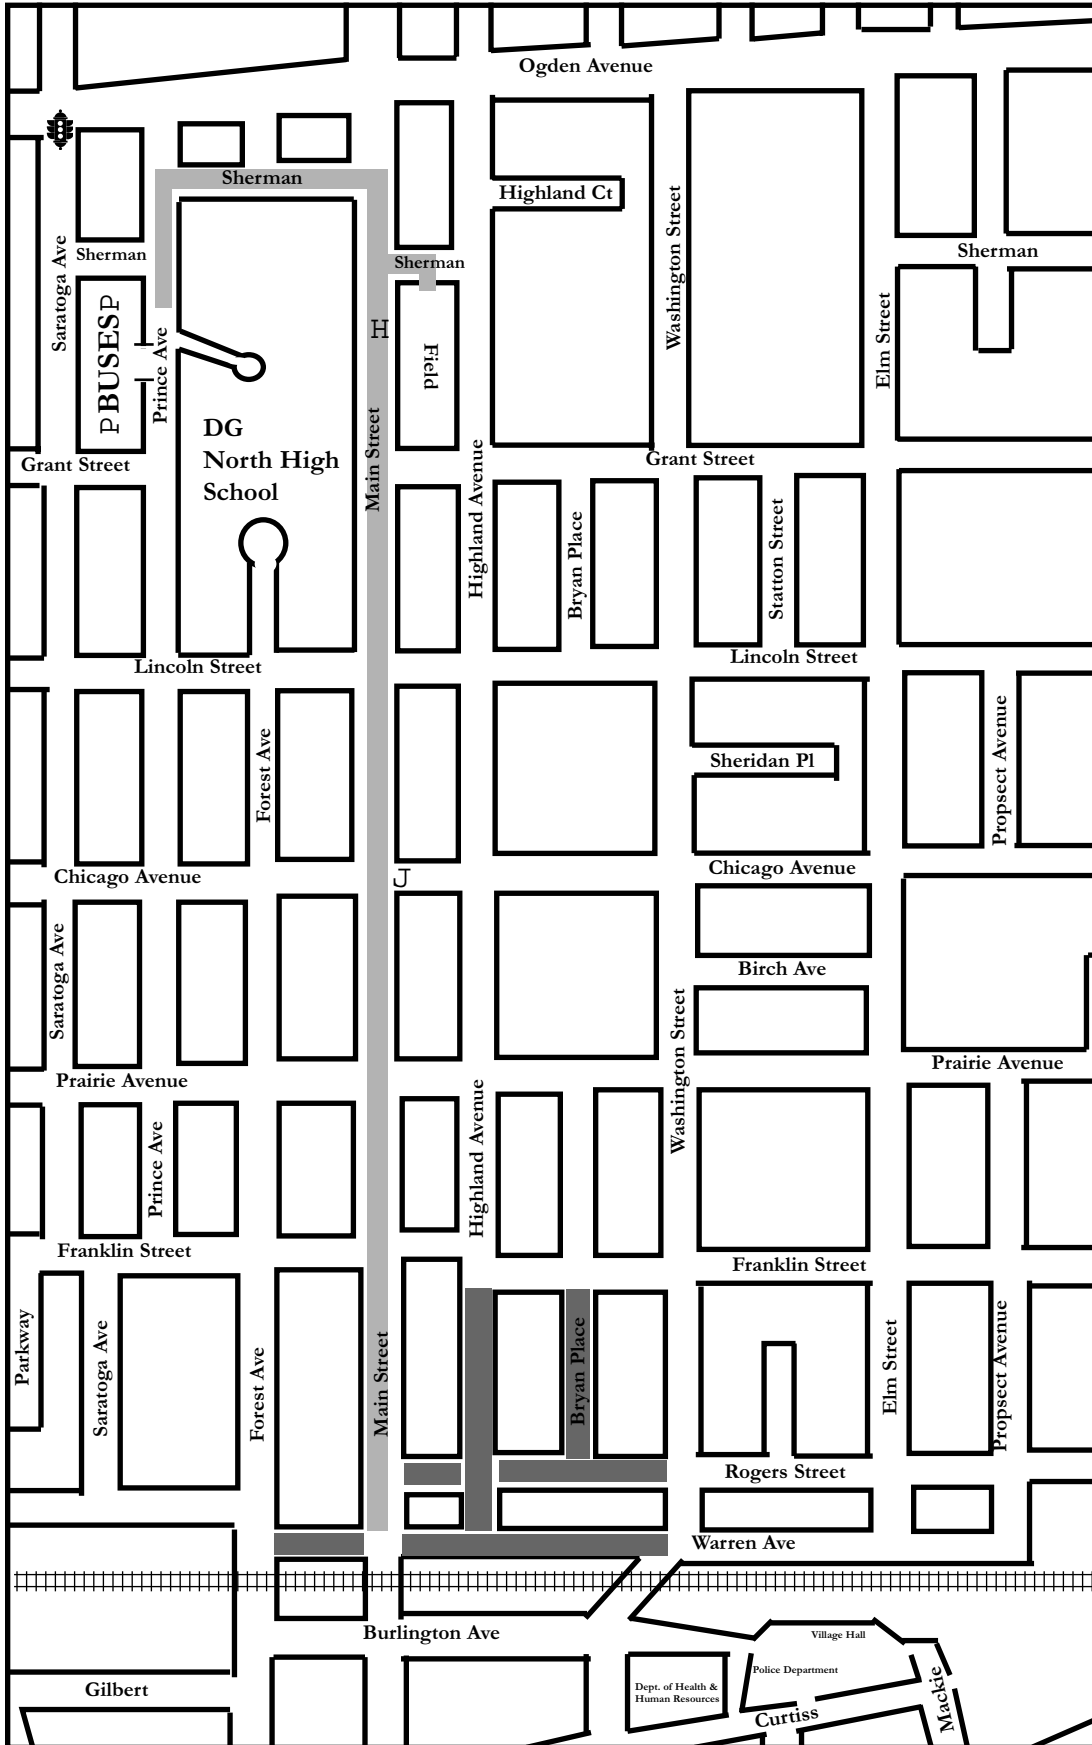 Ogden Avenue
Sherman
Highland Ct
Washington Street
Saratoga Ave
Sherman
Sherman
Sherman
PBUSESP
Prince Ave
H
Field
Elm Street
DG
North High
School
Main Street
Grant Street
Grant Street
Highland Avenue
Bryan Place
Statton Street
Lincoln Street
Lincoln Street
Forest Ave
Sheridan Pl
Propsect Avenue
Chicago Avenue
J
Chicago Avenue
Saratoga Ave
Birch Ave
Washington Street
Prairie Avenue
Prairie Avenue
Prince Ave
Highland Avenue
Franklin Street
Franklin Street
Parkway
Saratoga Ave
Forest Ave
Main Street
Bryan Place
Elm Street
Propsect Avenue
Rogers Street
Warren Ave
Burlington Ave
Village Hall
Police Department
Gilbert
Dept. of Health &
Human Resources
Curtiss
Mackie